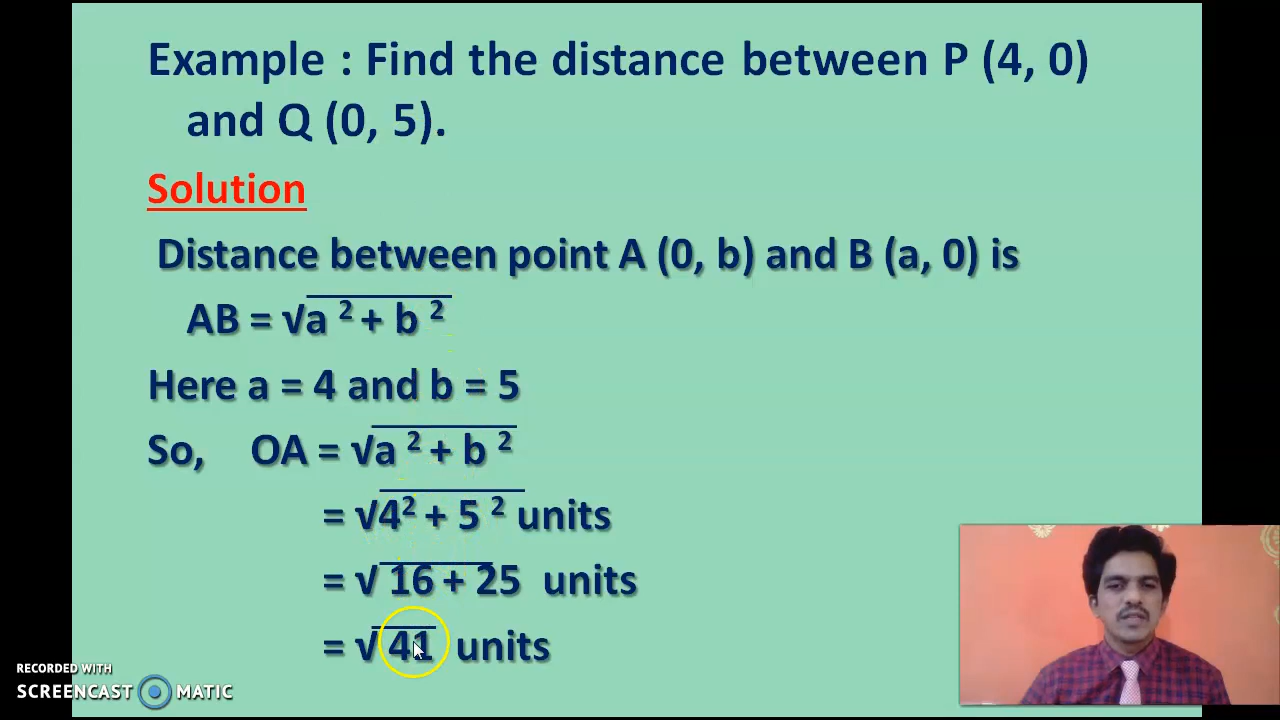 Example : Find the distance between P (4, 0)
and Q (0, 5).
Solution
Distance between point A (0, b) and B (a, 0) is
AB = √a ² + b ²
Here a = 4 and b = 5
So, OA = √a ² + b ²
= √4² + 5 ² units
= √ 16 + 25 units
= √ 41 units
RECORDED WITH
SCREENCAST MATIC